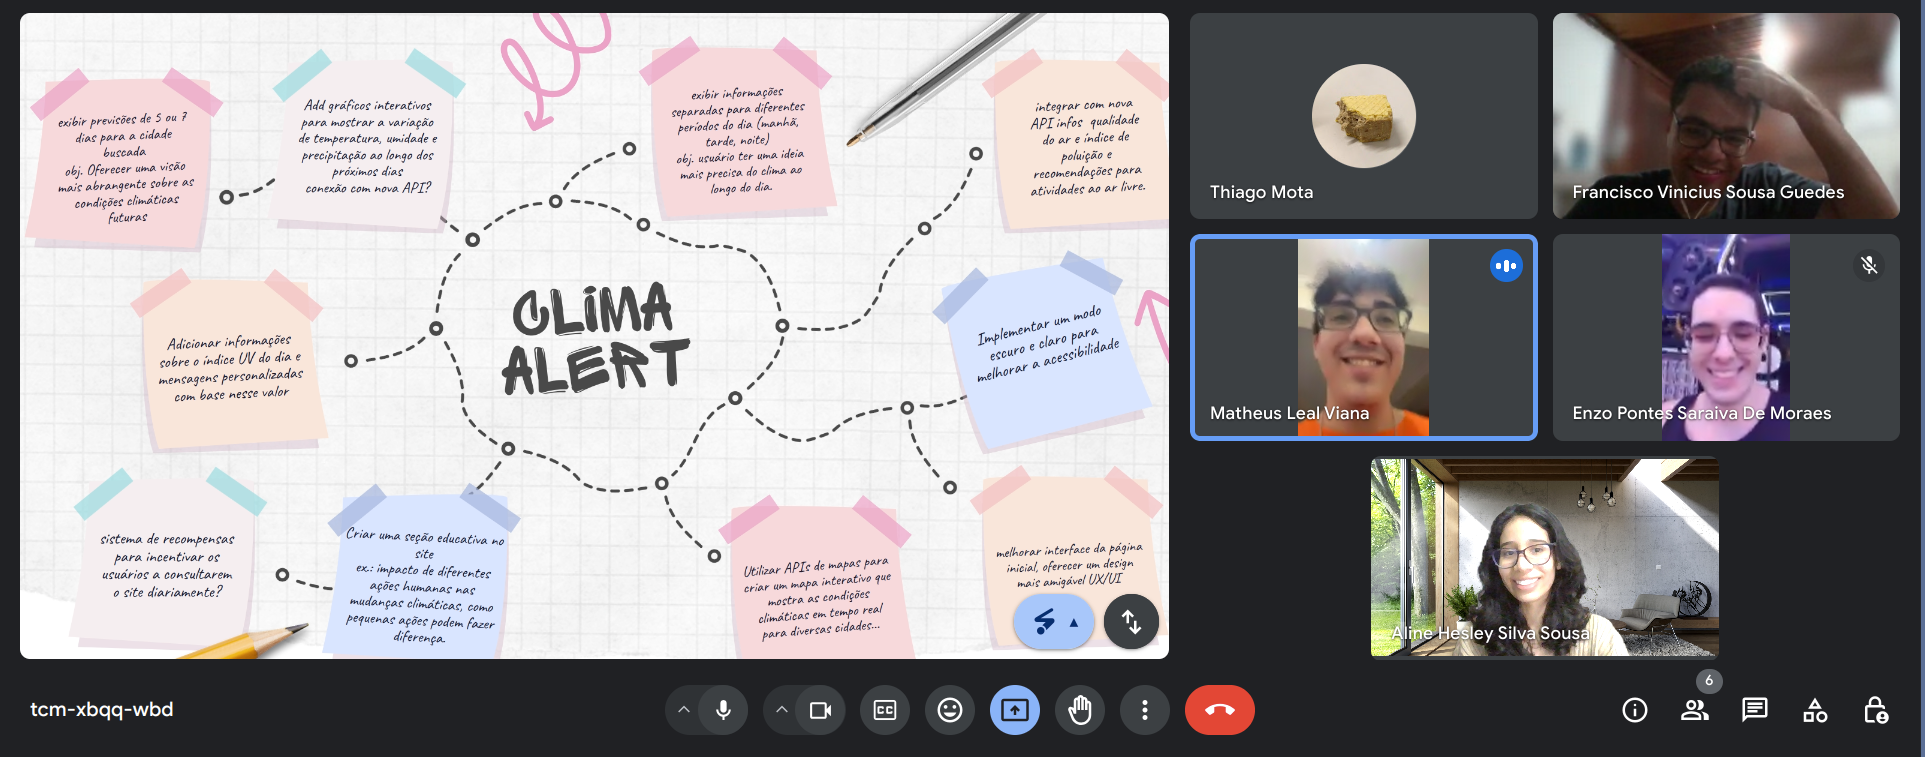 exibir previsões de 5 ou 7
dias para a cidade
buscada
obj. Oferecer uma visão
mais abrangente sobre as
condições climáticas
futuras
Add gráficos interativos
para mostrar a variação
de temperatura, umidade e
precipitação ao longo dos
próximos dias
conexão com nova API?
exibir informações
separadas para diferentes
períodos do dia (manhã,
tarde, noite)
obj. usuário ter uma ideia
mais precisa do clima ao
longo do dia.
integrar com nova
API infos qualidade
do ar e índice de
poluição e
recomendações para
atividades ao ar livre.
Adicionar informações
sobre o índice UV do dia e
mensagens personalizadas
com base nesse valor
CLIMA
ALERT
Implementar um modo
escuro e claro para
melhorar a acessibilidade
sistema de recompensas
para incentivar os
usuários a consultarem
o site diariamente?
Criar uma seção educativa no
site
ex.: impacto de diferentes
ações humanas nas
mudanças climáticas, como
pequenas ações podem fazer
diferença.
Utilizar APIs de mapas para
criar um mapa interativo que
mostra as condições
climáticas em tempo real
para diversas cidades...
melhorar interface da página
inicial, oferecer um design
mais amigável UX/UI
Thiago Mota
Francisco Vinicius Sousa Guedes
Matheus Leal Viana
Enzo Pontes Saraiva De Moraes
Aline Hesley Silva Sousa
tcm-xbqq-wbd
CC
6